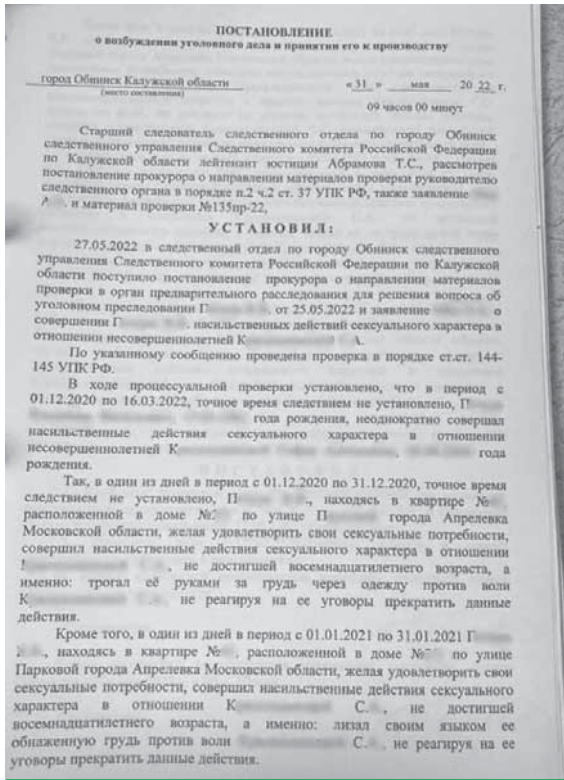 ПОСТАНОВЛЕНИЕ
о возбуждении уголовного дела и принятии его к производству
город Обнинск Калужской области « 31 » мая 20 22 г.
(место составления)
09 часов 00 минут
Старший следователь следственного отдела по городу Обнинск
следственного управления Следственного комитета Российской Федерации
по Калужской области лейтенант юстиции Абрамова Т.С., рассмотрев
постановление прокурора о направлении материалов проверки руководителю
следственного органа в порядке п.2 ч.2 ст. 37 УПК РФ, также заявление
и материал проверки №135пр-22,
УСТАНОВИЛ:
27.05.2022 в следственный отдел по городу Обнинск следственного
управления Следственного комитета Российской Федерации по Калужской
области поступило постановление прокурора о направлении материалов
проверки в орган предварительного расследования для решения вопроса об
уголовном преследовании П от 25.05.2022 и заявление о
совершении П насильственных действий сексуального характера в
отношении несовершеннолетней К
По указанному сообщению проведена проверка в порядке ст.ст. 144-
145 УПК РФ.
В ходе процессуальной проверки установлено, что в период с
01.12.2020 по 16.03.2022, точное время следствием не установлено, П
года рождения, неоднократно совершал
насильственные действия сексуального характера в отношении
несовершеннолетней К года
рождения.
Так, в один из дней в период с 01.12.2020 по 31.12.2020, точное время
следствием не установлено, П , находясь в квартире №
расположенной в доме № по улице П города Апрелевка
Московской области, желая удовлетворить свои сексуальные потребности,
совершил насильственные действия сексуального характера в отношении
, не достигшей восемнадцатилетнего возраста, а
именно: трогал её руками за грудь через одежду против воли
К , не реагируя на ее уговоры прекратить данные
действия.
Кроме того, в один из дней в период с 01.01.2021 по 31.01.2021 П
, находясь в квартире № , расположенной в доме № по улице
Парковой города Апрелевка Московской области, желая удовлетворить свои
сексуальные потребности, совершил насильственные действия сексуального
характера в отношении К С. , не достигшей
восемнадцатилетнего возраста, а именно: лизал своим языком ее
обнаженную грудь против воли С. , не реагируя на ее
уговоры прекратить данные действия.